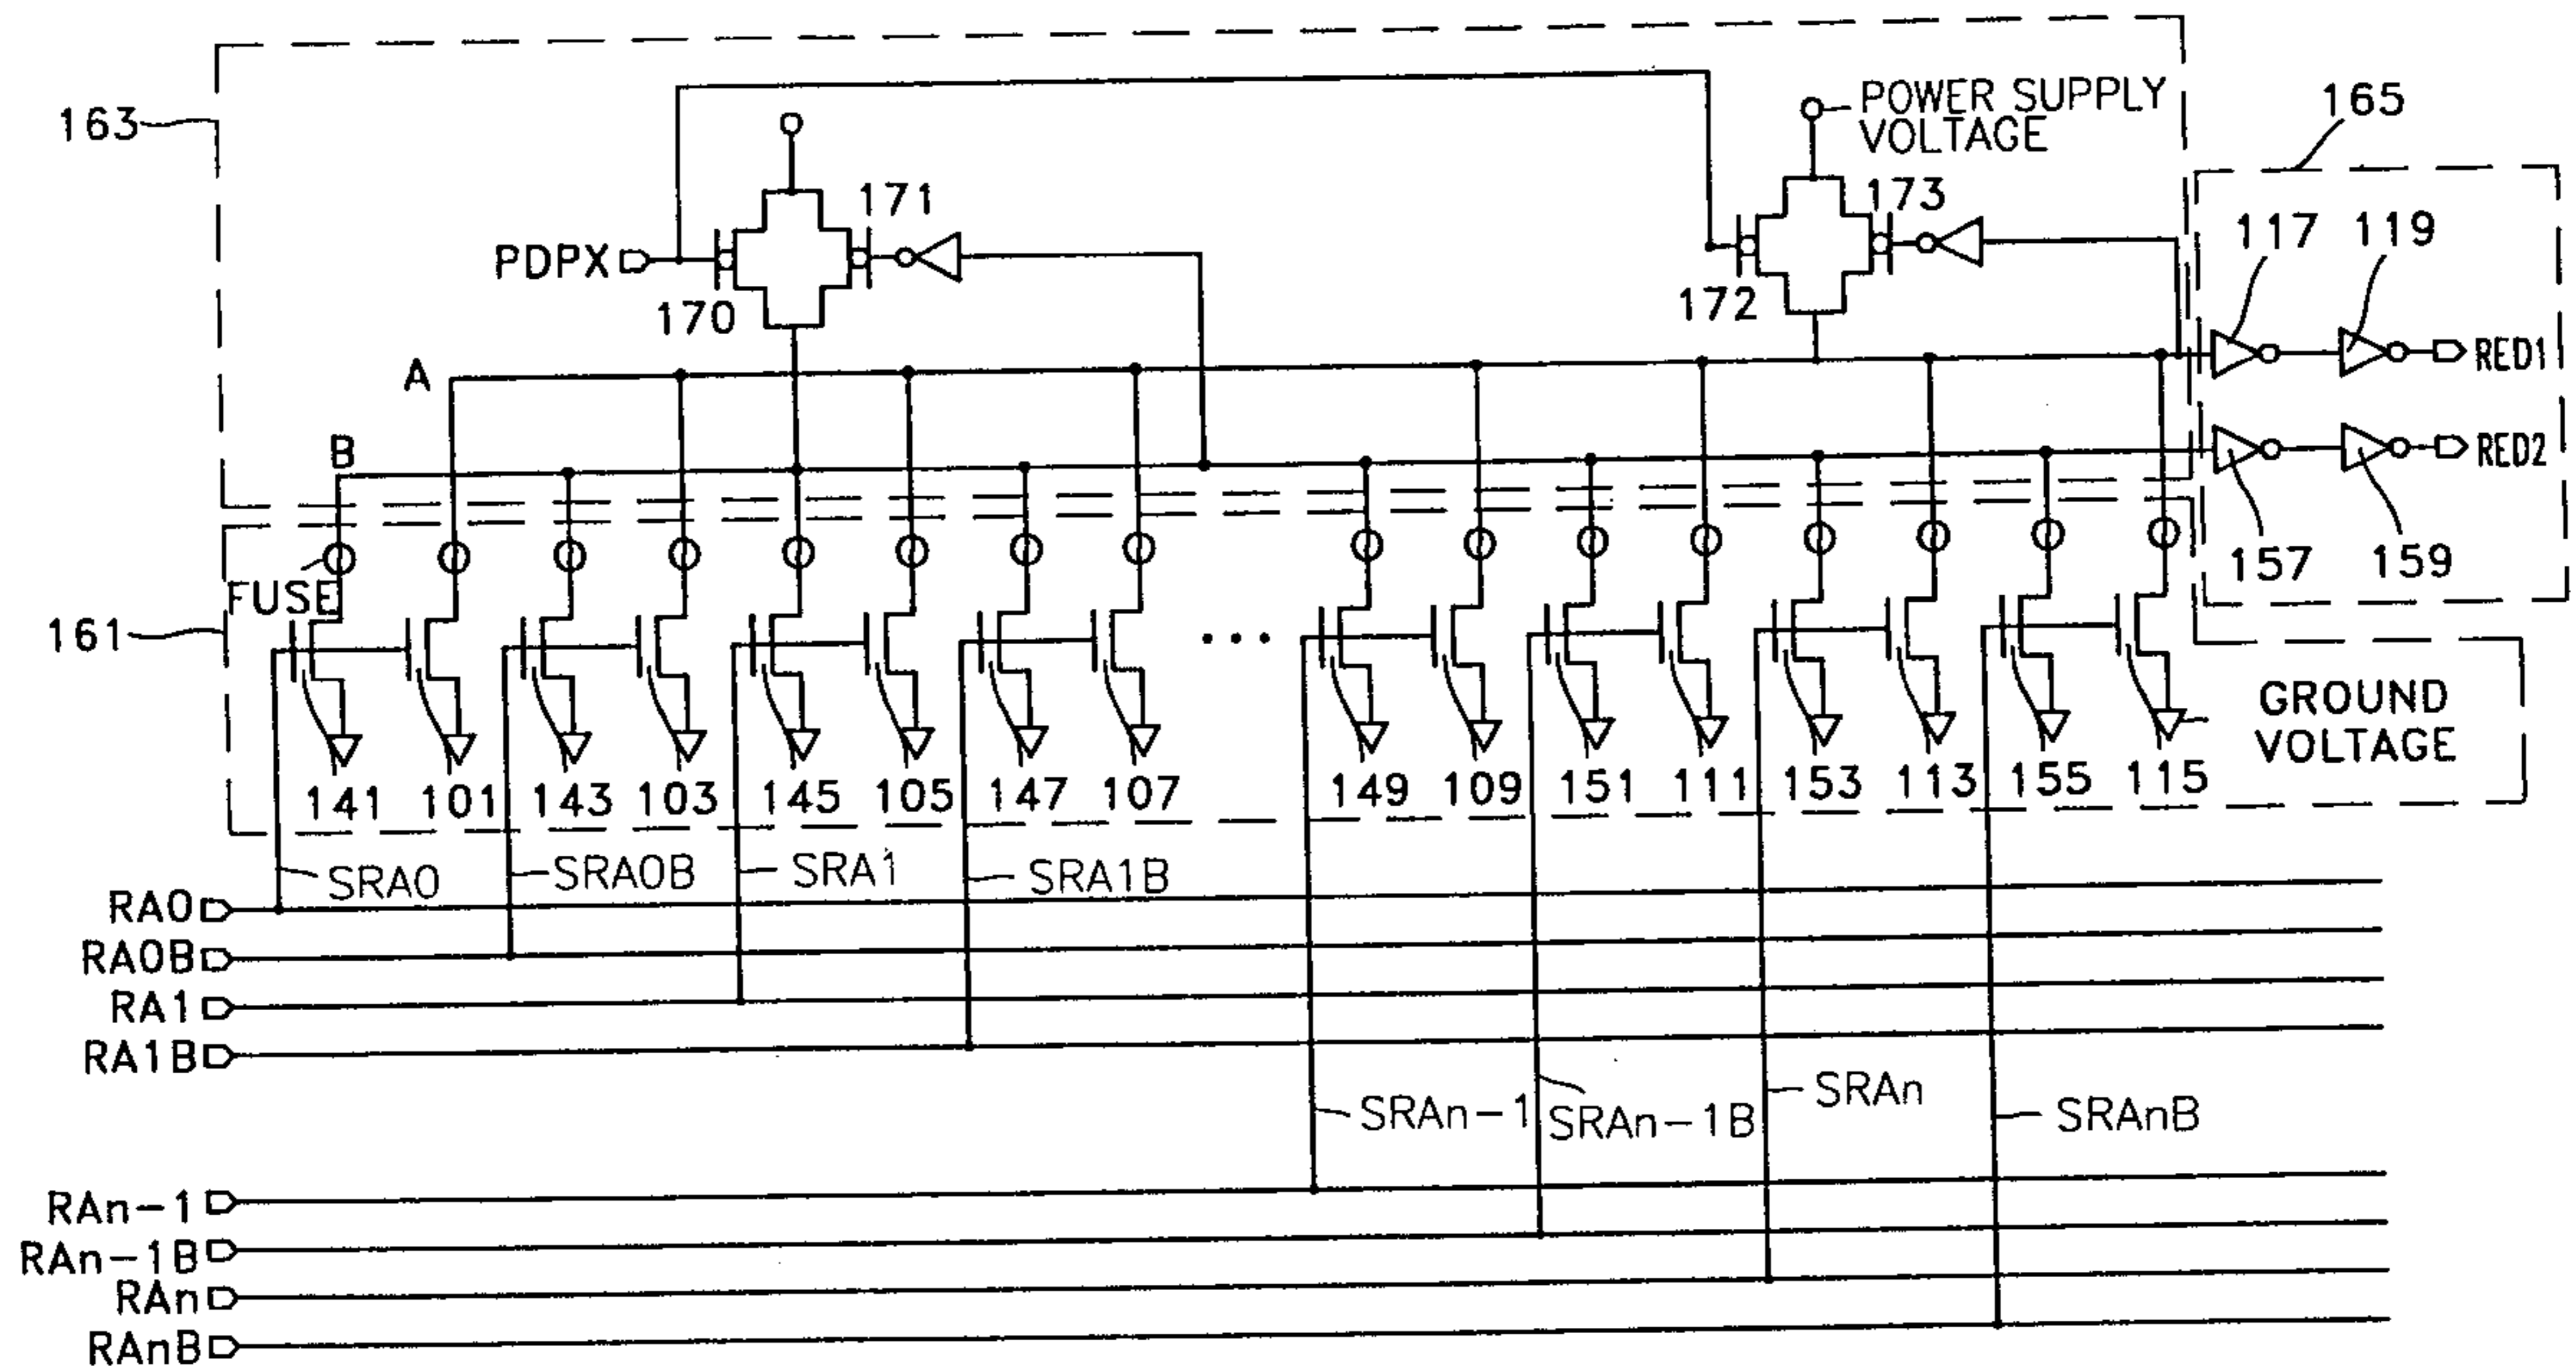 163
POWER SUPPLY
VOLTAGE
165
171
173
117
119
PDPX
170
172
A
RED1
B
RED2
FUSE
157
159
161
GROUND
VOLTAGE
141 101 143 103 145 105 147 107 ... 149 109 151 111 153 113 155 115
SRA0 SRA0B SRA1 SRA1B
RA0
RA0B
RA1
RA1B
SRAn-1 SRAn-1B SRAn SRAnB
RAn-1
RAn-1B
RAn
RAnB